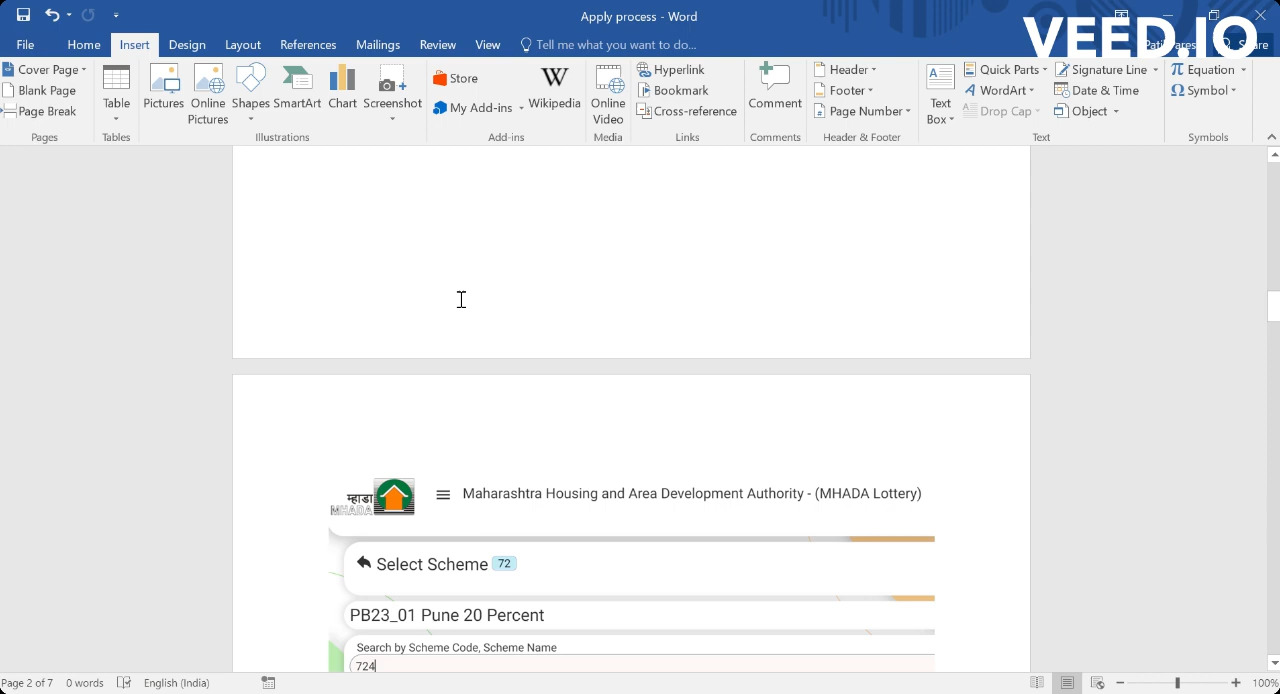 Apply process - Word
VEED.IO
File Home Insert Design Layout References Mailings Review View Tell me what you want to do... Share
Cover Page
Blank Page
Page Break
Pages
Table
Tables
Pictures
Online Pictures
Shapes
SmartArt
Chart
Screenshot
Illustrations
Store
My Add-ins
Wikipedia
Add-ins
Online Video
Media
Hyperlink
Bookmark
Cross-reference
Links
Comment
Comments
Header
Footer
Page Number
Header & Footer
Text Box
Quick Parts
WordArt
Drop Cap
Signature Line
Date & Time
Object
Text
Equation
Symbol
Symbols
म्हाडा
MHADA
Maharashtra Housing and Area Development Authority - (MHADA Lottery)
Select Scheme 72
PB23_01 Pune 20 Percent
Search by Scheme Code, Scheme Name
724
Page 2 of 7 0 words English (India) 100%